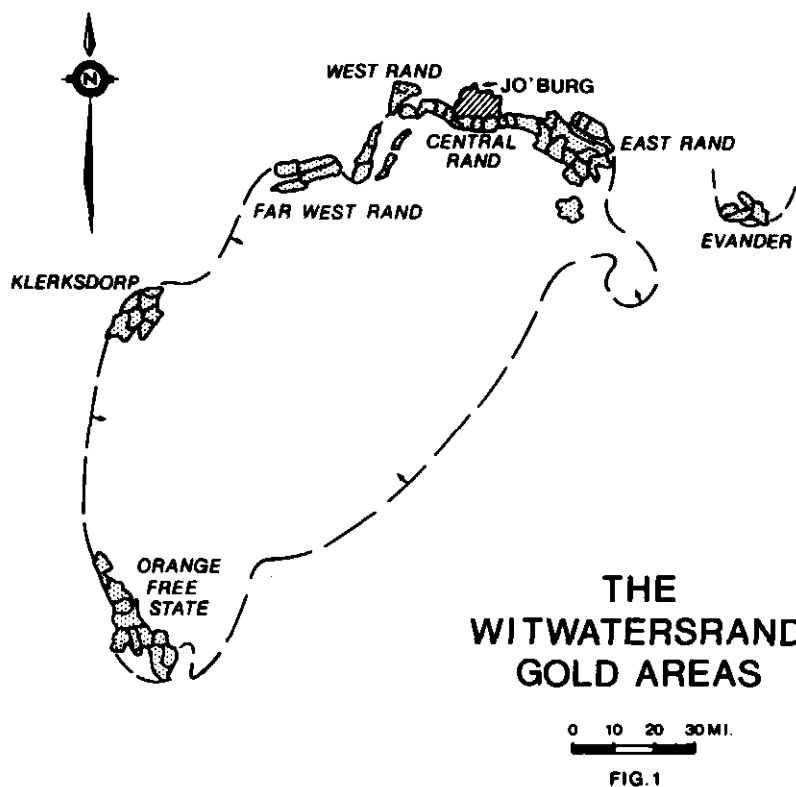 N
WEST RAND
JO'BURG
CENTRAL
RAND
EAST RAND
FAR WEST RAND
EVANDER
KLERKSDORP
ORANGE
FREE
STATE
THE
WITWATERSRAND
GOLD AREAS
0 10 20 30 MI.
FIG.1